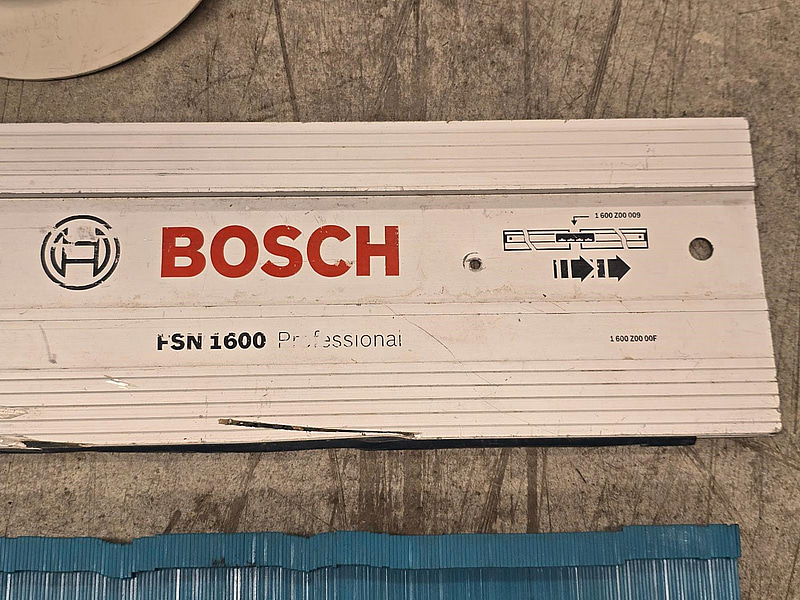 BOSCH
1 600 Z00 009
FSN 1600 Professional
1 600 Z00 00F